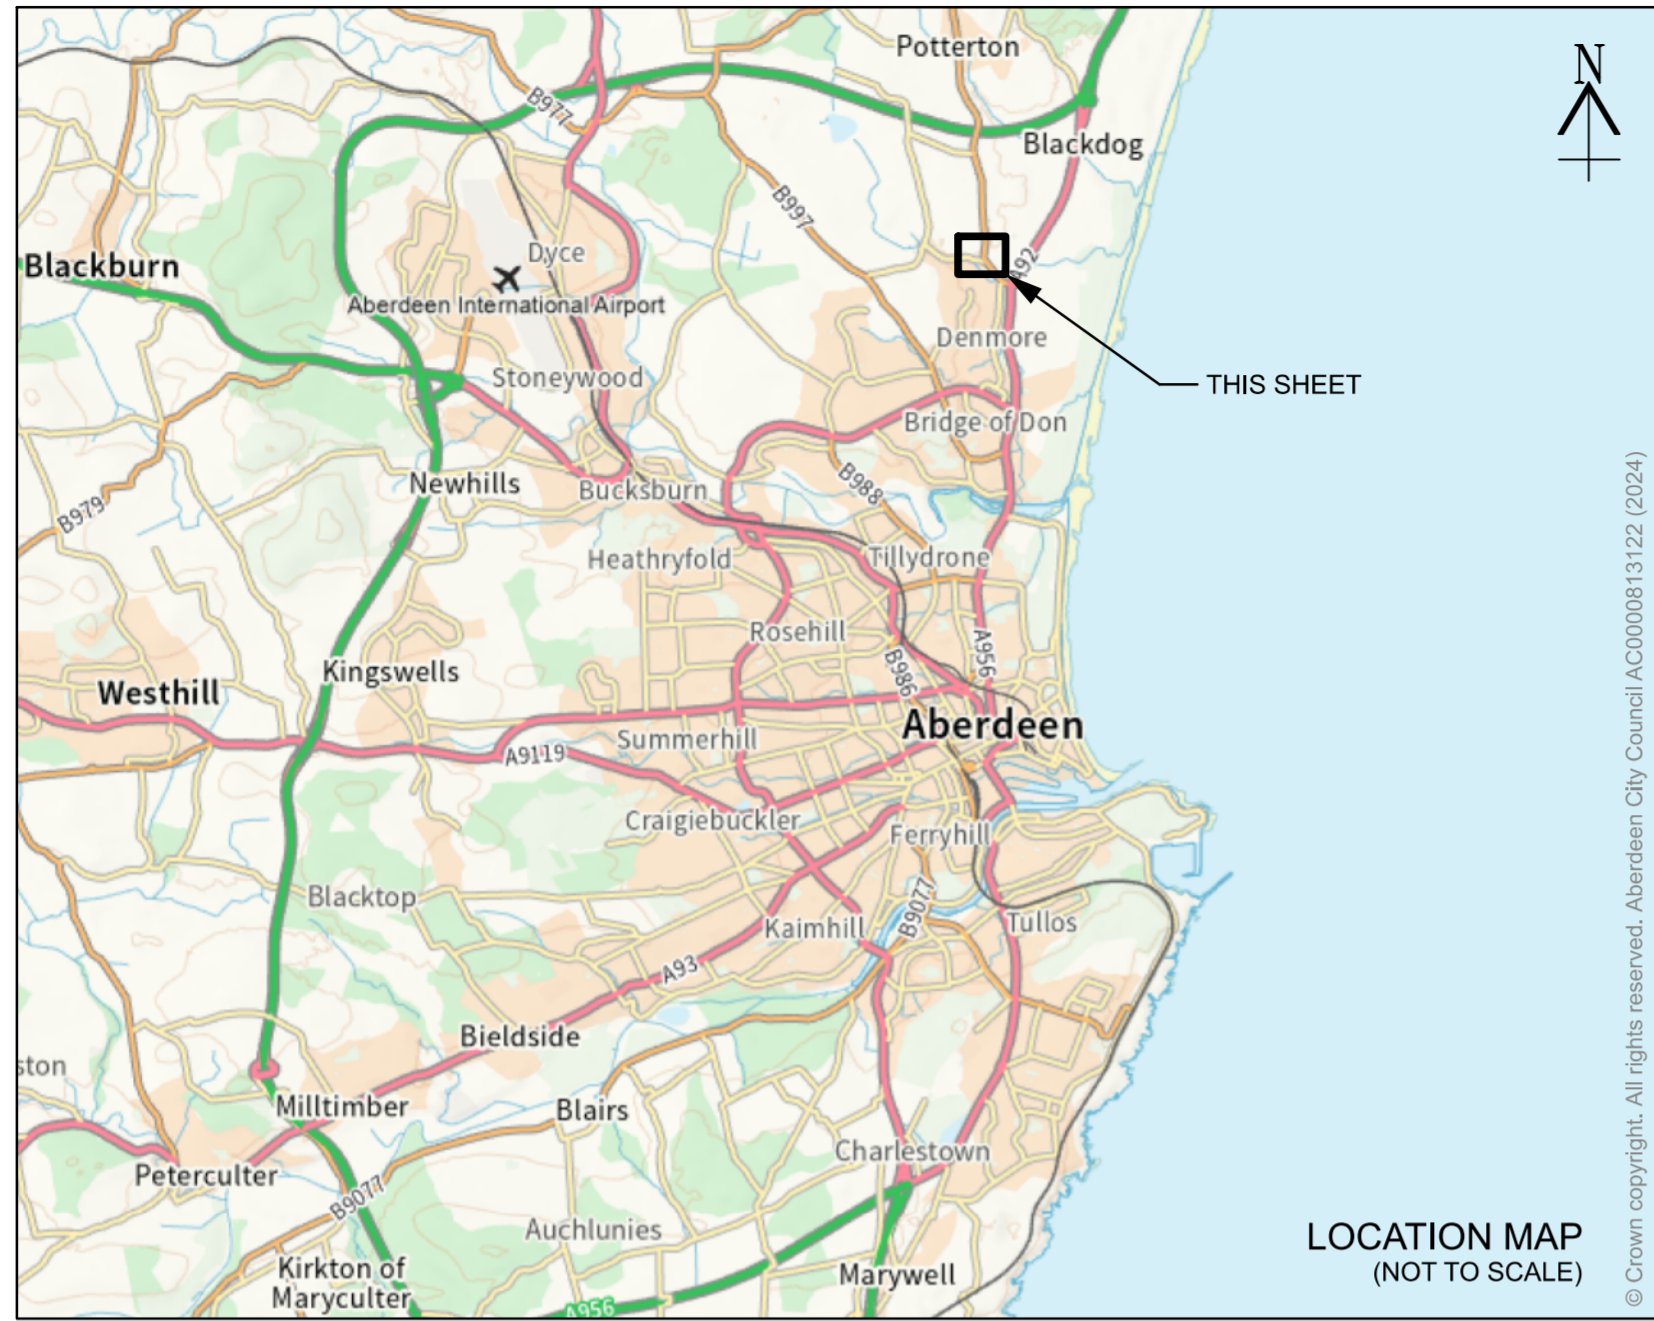 Potterton
N
B977
Blackdog
B997
Dyce
Blackburn
A92
Aberdeen International Airport
Denmore
Stoneywood
THIS SHEET
Bridge of Don
Newhills
Bucksburn
B988
B979
Heathryfold
Tillydrone
Rosehill
A956
B986
Kingswells
Westhill
Aberdeen
Summerhill
A9119
Craigiebuckler
Ferryhill
Blacktop
B9077
Kaimhill
Tullos
A93
Bieldside
ston
Milltimber
Blairs
Charlestown
Peterculter
B9077
Auchlunies
LOCATION MAP
(NOT TO SCALE)
Kirkton of
Maryculter
Marywell
A956
© Crown copyright. All rights reserved. Aberdeen City Council AC0000813122 (2024)